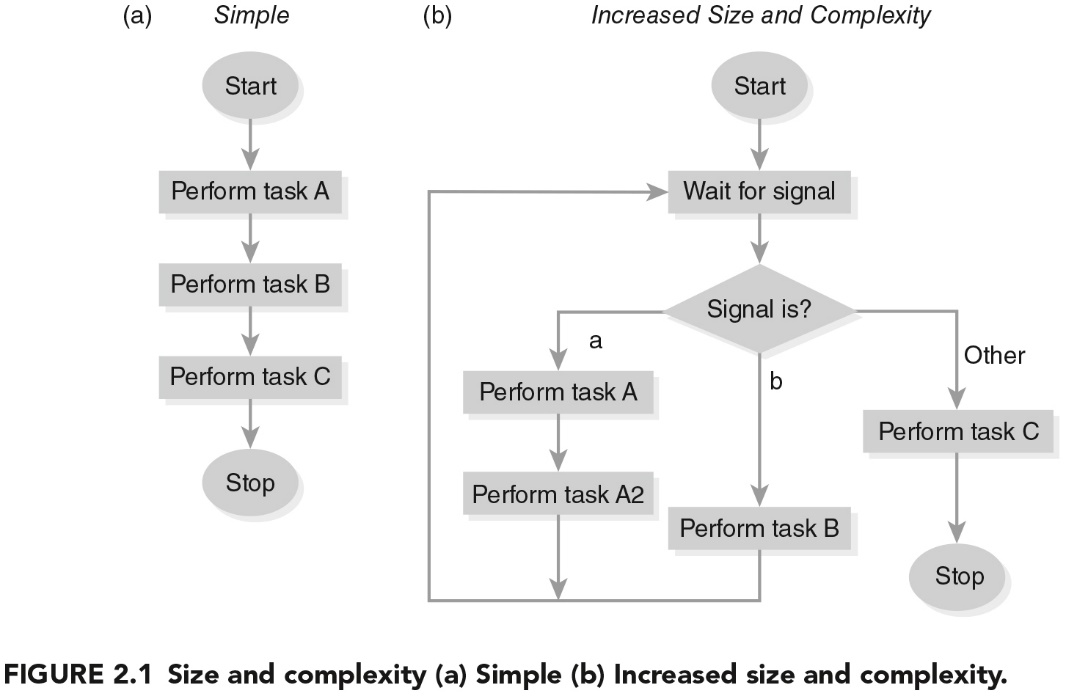 (a) Simple
Start
Perform task A
Perform task B
Perform task C
Stop
(b) Increased Size and Complexity
Start
Wait for signal
Signal is?
a
b
Other
Perform task A
Perform task A2
Perform task B
Perform task C
Stop
FIGURE 2.1 Size and complexity (a) Simple (b) Increased size and complexity.